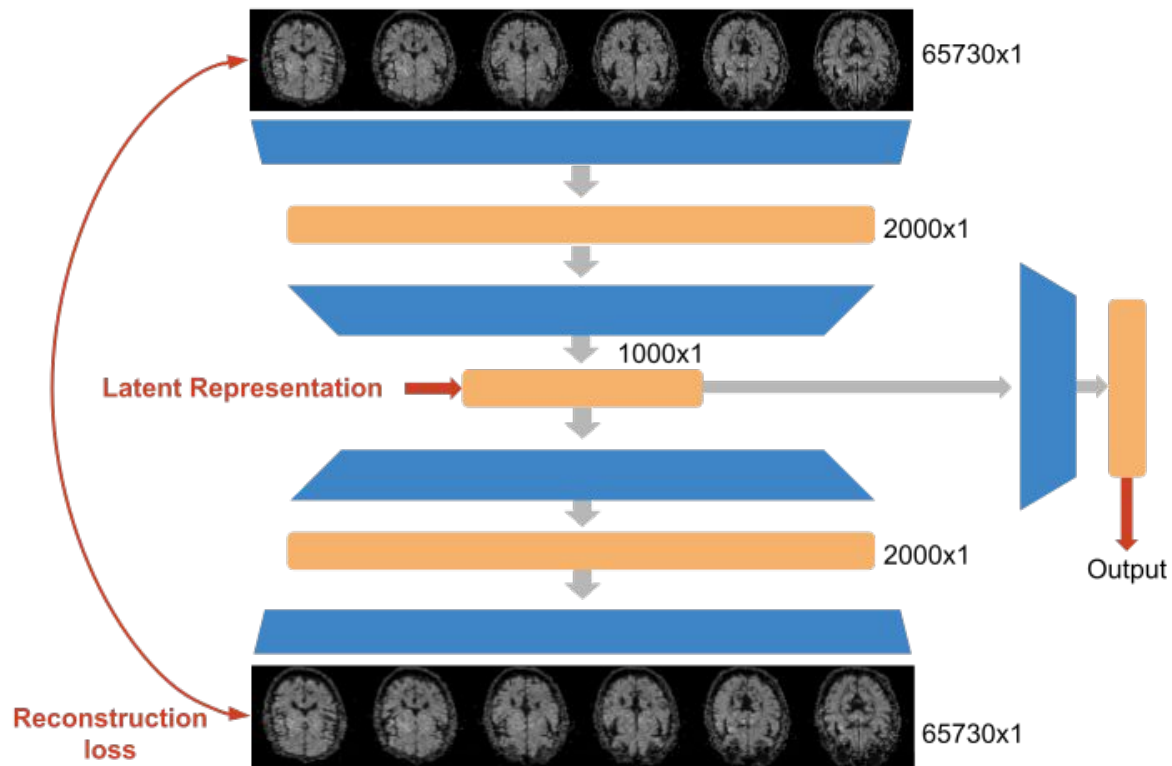 65730x1
2000x1
1000x1
Latent Representation
2000x1
Output
Reconstruction
loss
65730x1